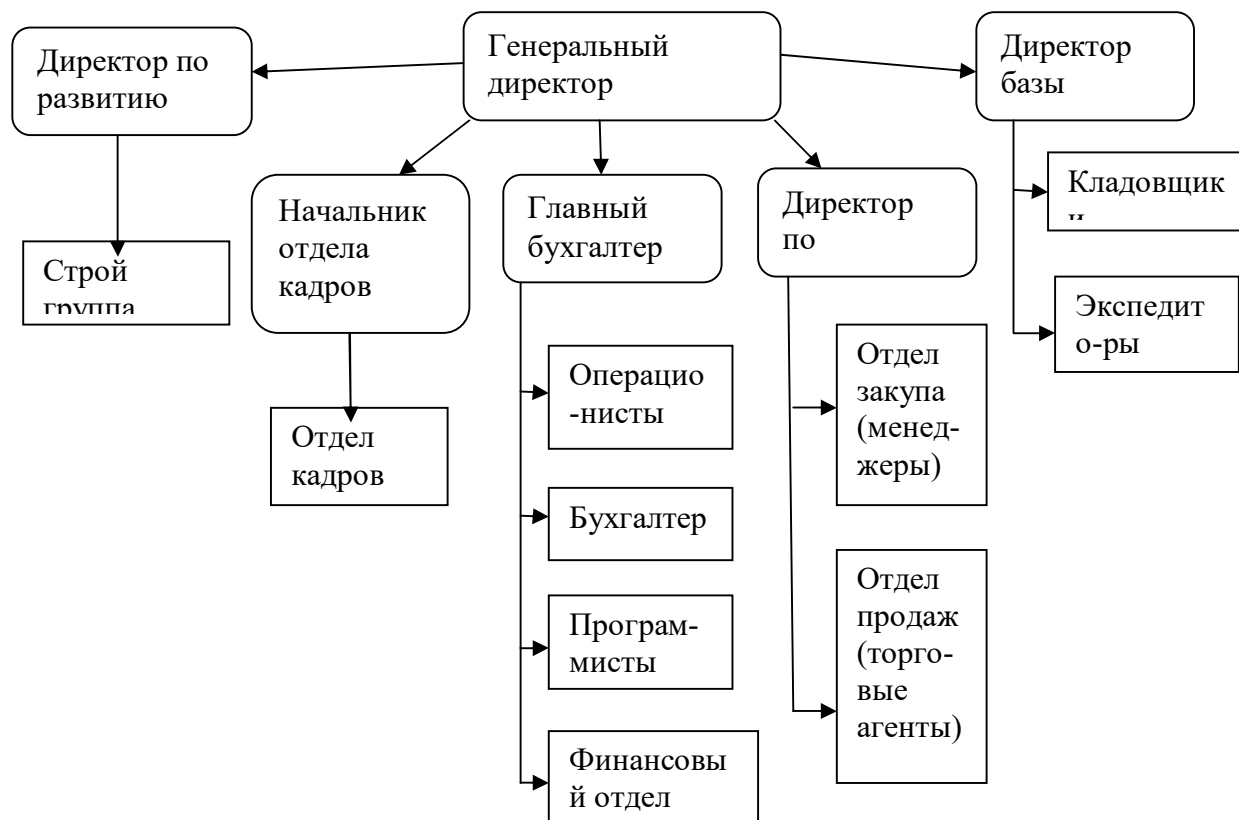 Директор по
развитию
Генеральный
директор
Директор
базы
Начальник
отдела
кадров
Главный
бухгалтер
Директор
по
Кладовщик
и
Строй
группа
Экспедит
о-ры
Операцио
-нисты
Отдел
закупа
(менед-
жеры)
Отдел
кадров
Бухгалтер
Отдел
продаж
(торго-
вые
агенты)
Програм-
мисты
Финансовы
й отдел